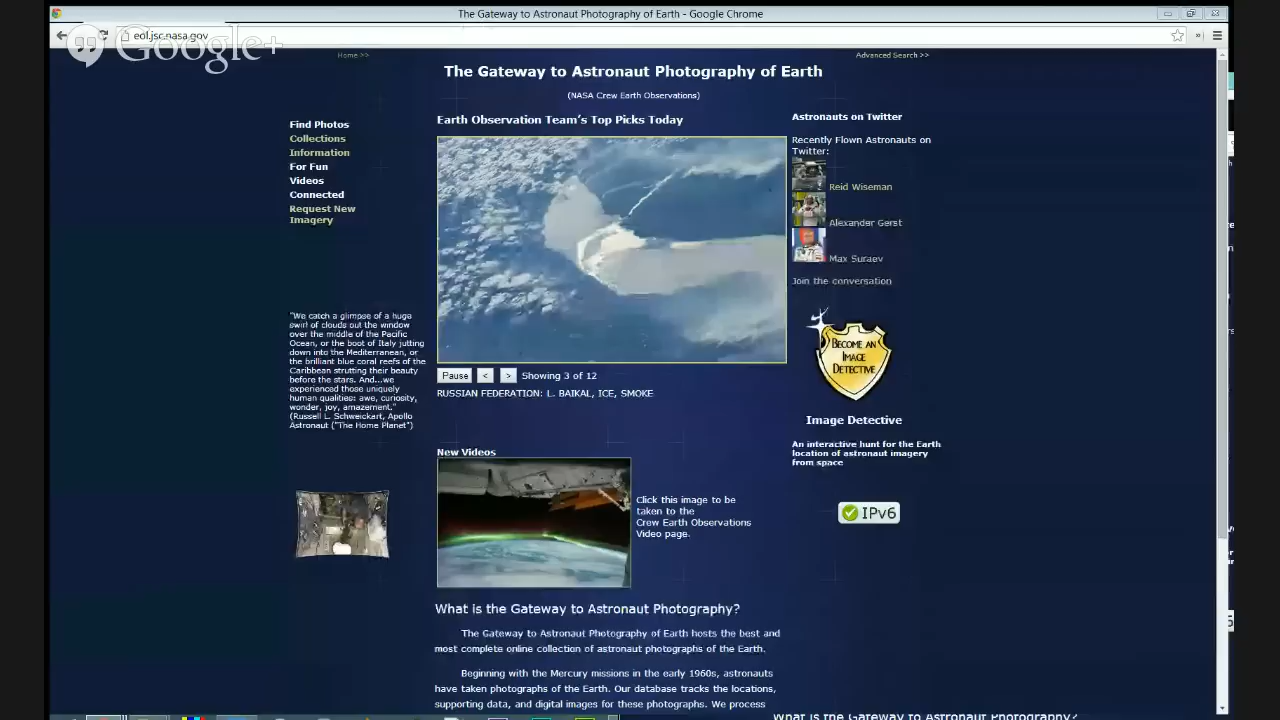 The Gateway to Astronaut Photography of Earth - Google Chrome
eol.jsc.nasa.gov
Google+
Home >>
Advanced Search >>
The Gateway to Astronaut Photography of Earth
(NASA Crew Earth Observations)
Find Photos
Collections
Information
For Fun
Videos
Connected
Request New
Imagery
"We catch a glimpse of a huge
swirl of clouds out the window
over the middle of the Pacific
Ocean, or the boot of Italy jutting
down into the Mediterranean, or
the brilliant blue coral reefs of the
Caribbean strutting their beauty
before the stars. And...we
experienced those uniquely
human qualities: awe, curiosity,
wonder, joy, amazement."
(Russell L. Schweickart, Apollo
Astronaut ("The Home Planet")
Earth Observation Team's Top Picks Today
Pause < > Showing 3 of 12
RUSSIAN FEDERATION: L. BAIKAL, ICE, SMOKE
New Videos
Click this image to be
taken to the
Crew Earth Observations
Video page.
What is the Gateway to Astronaut Photography?
The Gateway to Astronaut Photography of Earth hosts the best and
most complete online collection of astronaut photographs of the Earth.
Beginning with the Mercury missions in the early 1960s, astronauts
have taken photographs of the Earth. Our database tracks the locations,
supporting data, and digital images for these photographs. We process
Astronauts on Twitter
Recently Flown Astronauts on
Twitter:
Reid Wiseman
Alexander Gerst
Max Suraev
Join the conversation
BECOME AN
IMAGE
DETECTIVE
Image Detective
An interactive hunt for the Earth
location of astronaut imagery
from space
IPv6
What is the Gateway to Astronaut Photography?